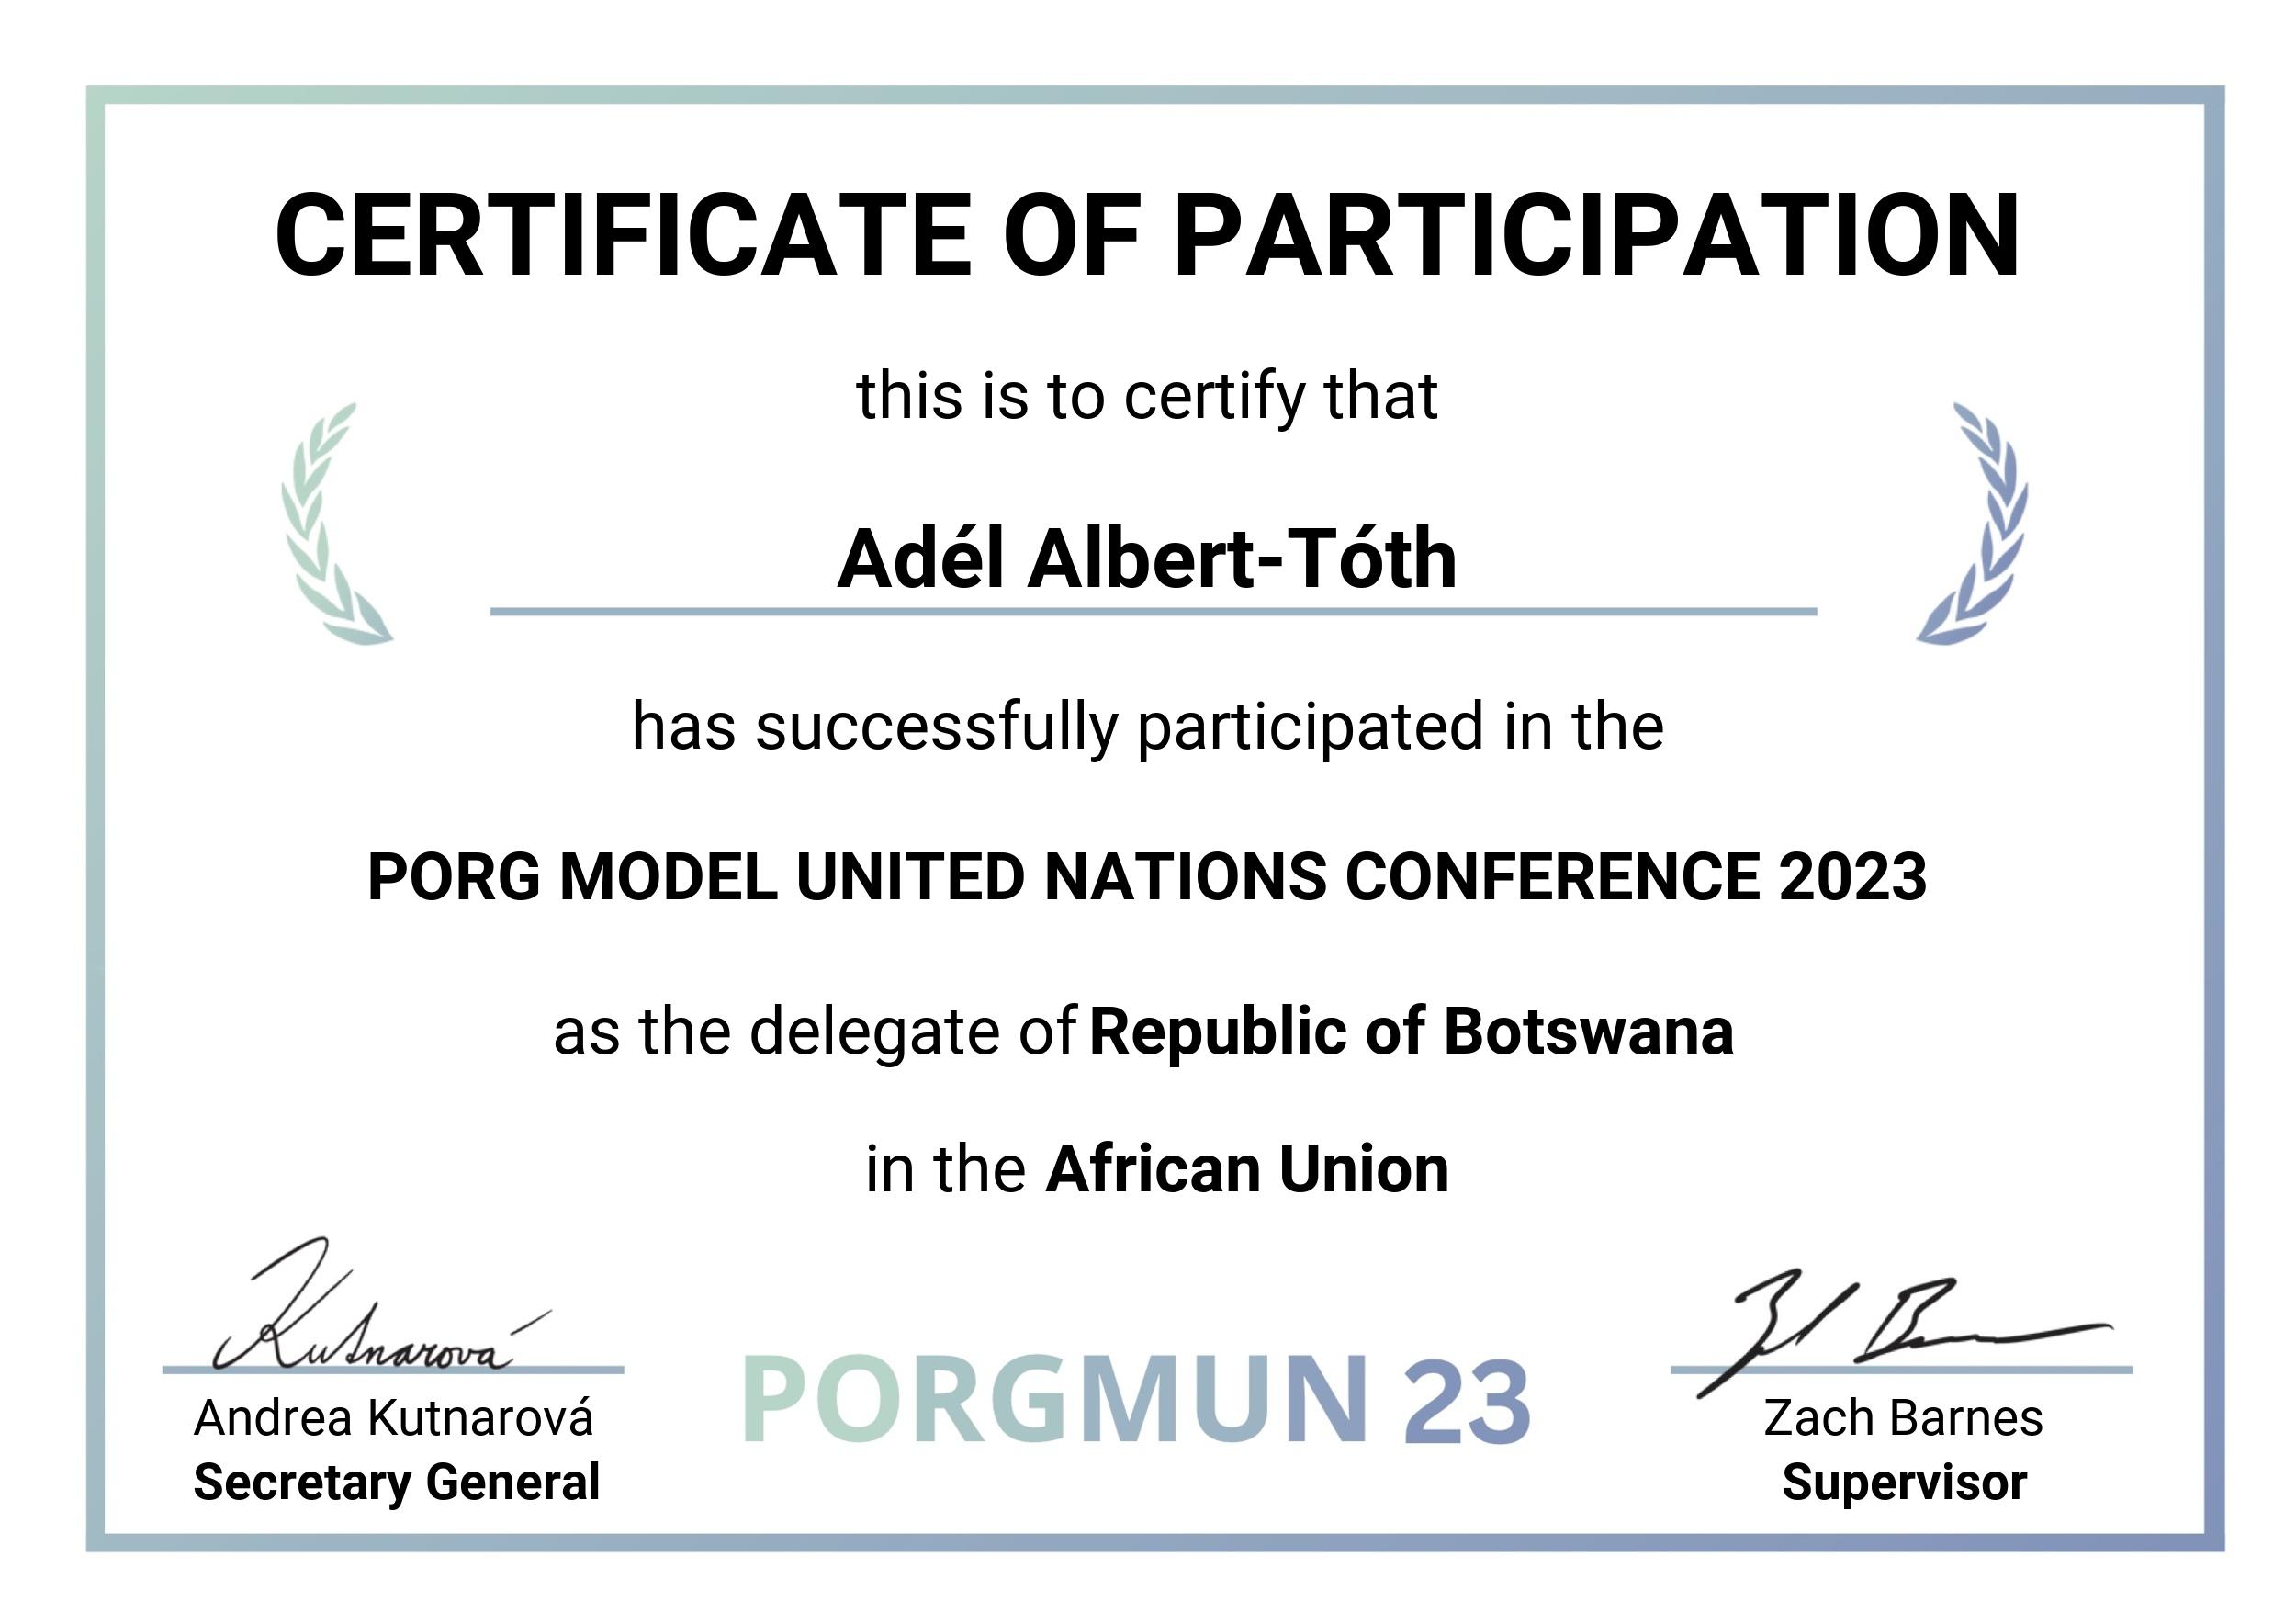 CERTIFICATE OF PARTICIPATION
this is to certify that
Adél Albert-Tóth
has successfully participated in the
PORG MODEL UNITED NATIONS CONFERENCE 2023
as the delegate of Republic of Botswana
in the African Union
Kutnarová
Andrea Kutnarová
Secretary General
PORGMUN 23
Zach Barnes
Supervisor